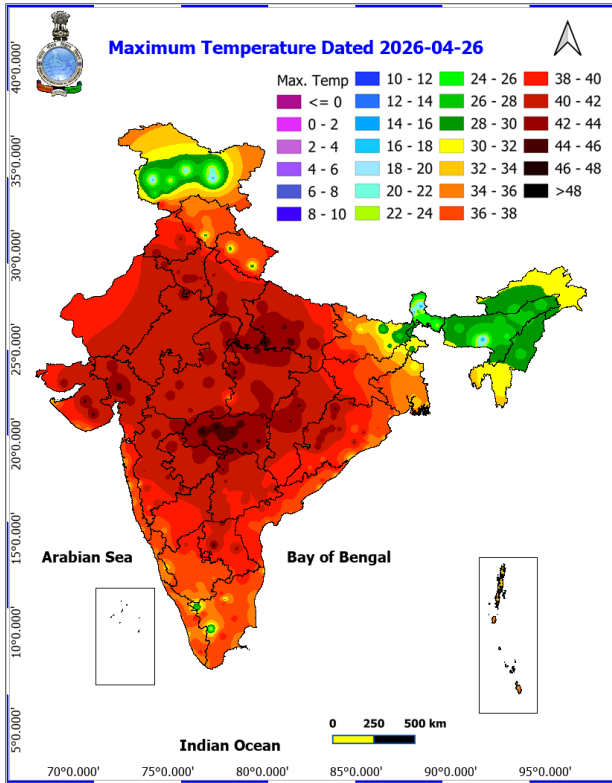 Maximum Temperature Dated 2026-04-26
Max. Temp
<= 0
0 - 2
2 - 4
4 - 6
6 - 8
8 - 10
10 - 12
12 - 14
14 - 16
16 - 18
18 - 20
20 - 22
22 - 24
24 - 26
26 - 28
28 - 30
30 - 32
32 - 34
34 - 36
36 - 38
38 - 40
40 - 42
42 - 44
44 - 46
46 - 48
>48
40°0.000'
35°0.000'
30°0.000'
25°0.000'
20°0.000'
15°0.000'
10°0.000'
5°0.000'
Arabian Sea
Bay of Bengal
0 250 500 km
Indian Ocean
70°0.000' 75°0.000' 80°0.000' 85°0.000' 90°0.000' 95°0.000'